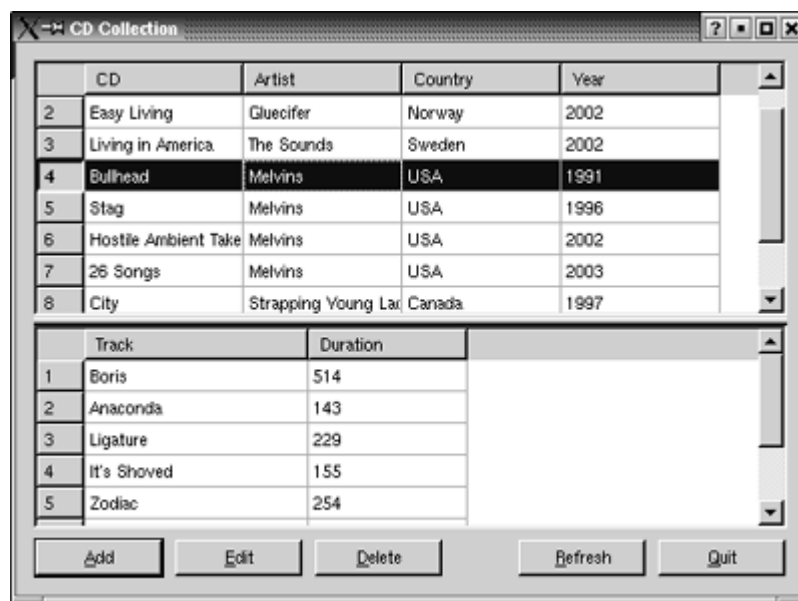 CD Collection
CD Artist Country Year
2 Easy Living Gluecifer Norway 2002
3 Living in America The Sounds Sweden 2002
4 Bullhead Melvins USA 1991
5 Stag Melvins USA 1996
6 Hostile Ambient Take Melvins USA 2002
7 26 Songs Melvins USA 2003
8 City Strapping Young La Canada 1997
Track Duration
1 Boris 514
2 Anaconda 143
3 Ligature 229
4 It's Shoved 155
5 Zodiac 254
Add Edit Delete Refresh Quit